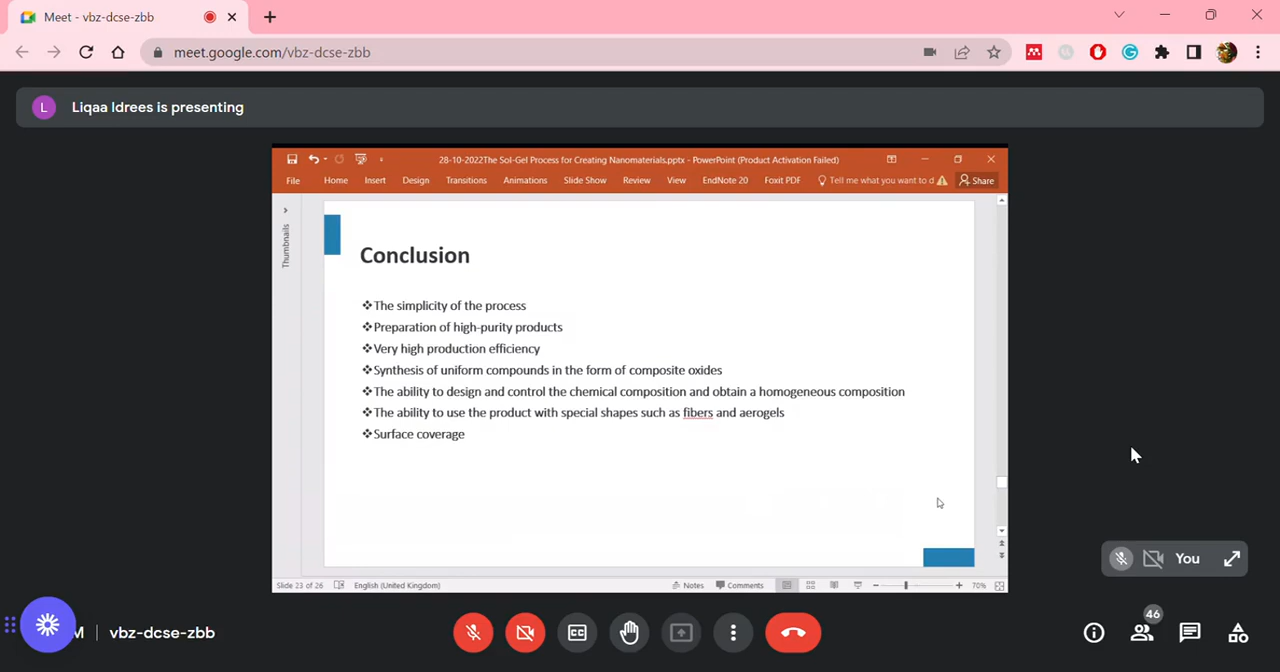 Meet - vbz-dcse-zbb
meet.google.com/vbz-dcse-zbb
L
Liqaa Idrees is presenting
28-10-2022The Sol-Gel Process for Creating Nanomaterials.pptx - PowerPoint (Product Activation Failed)
File Home Insert Design Transitions Animations Slide Show Review View EndNote 20 Foxit PDF Tell me what you want to d Share
Thumbnails
Conclusion
❖The simplicity of the process
❖Preparation of high-purity products
❖Very high production efficiency
❖Synthesis of uniform compounds in the form of composite oxides
❖The ability to design and control the chemical composition and obtain a homogeneous composition
❖The ability to use the product with special shapes such as fibers and aerogels
❖Surface coverage
Slide 23 of 26 English (United Kingdom) Notes Comments 70%
You
M | vbz-dcse-zbb
46